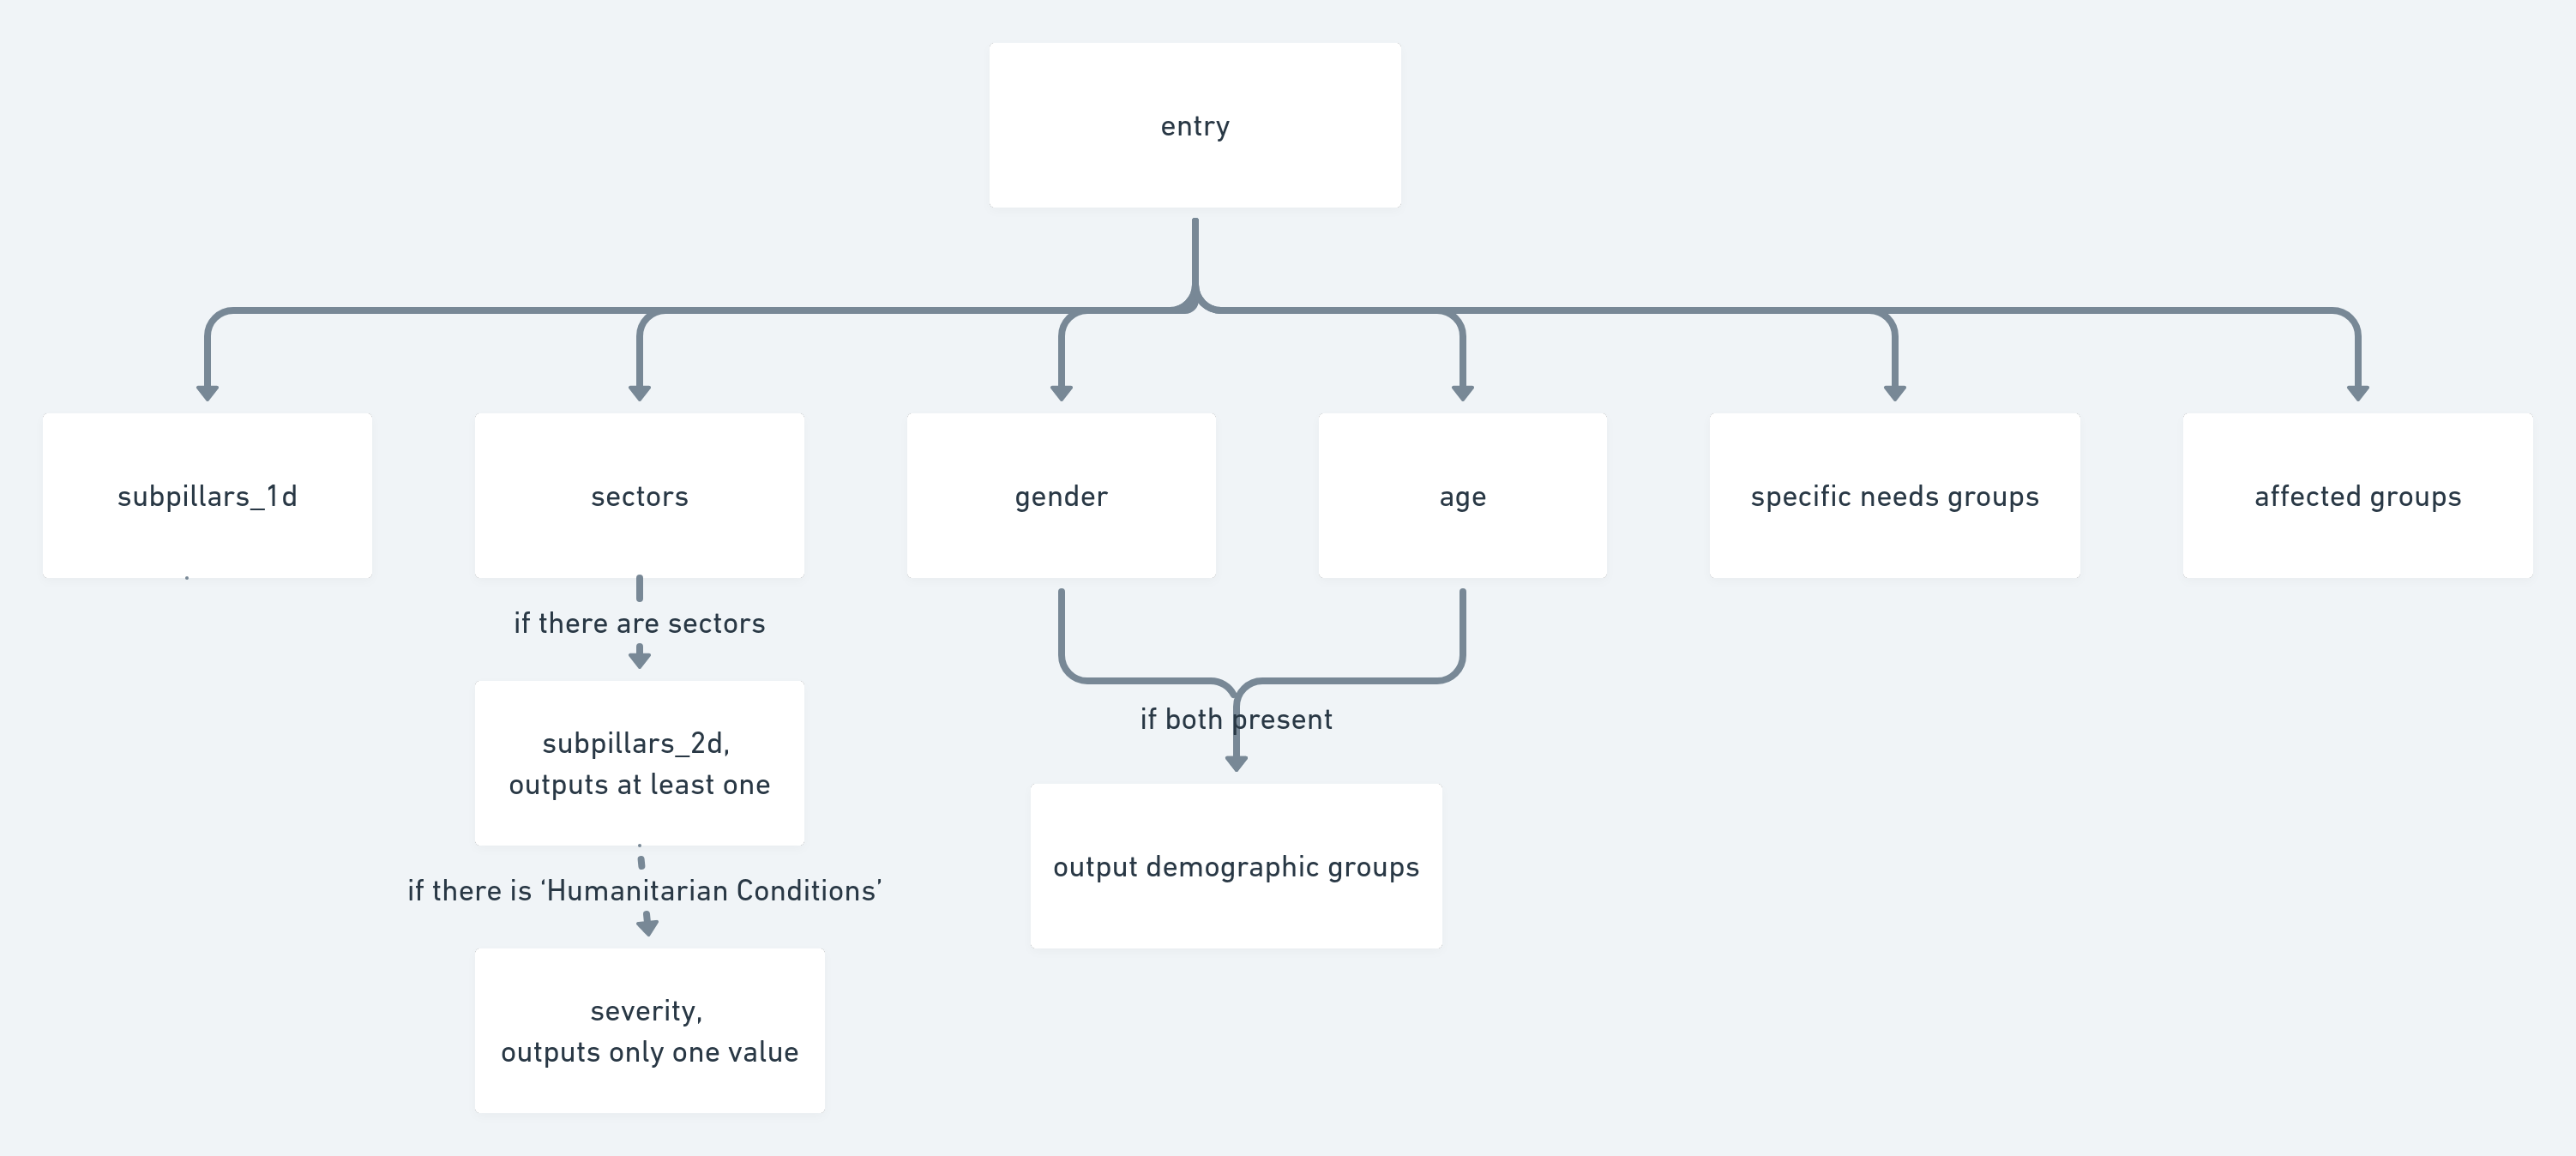 entry
subpillars_1d
sectors
gender
age
specific needs groups
affected groups
if there are sectors
subpillars_2d,
outputs at least one
if there is ‘Humanitarian Conditions’
severity,
outputs only one value
if both present
output demographic groups